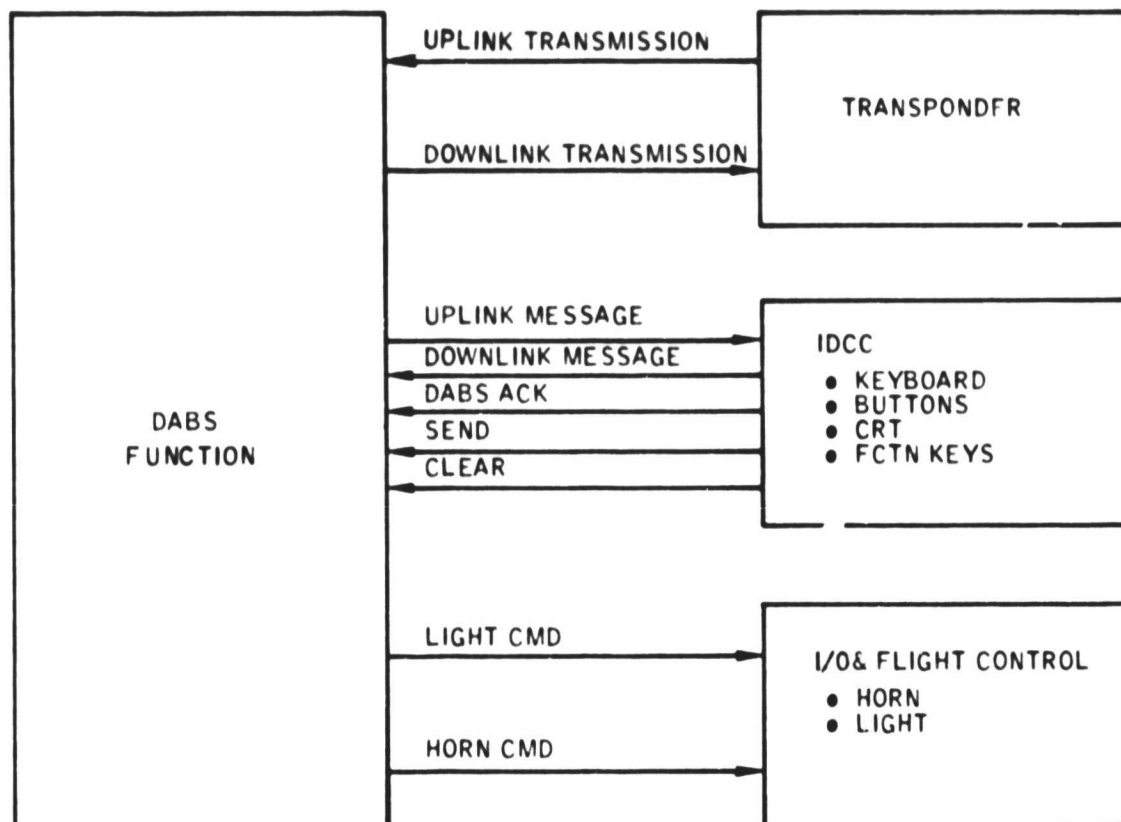 UPLINK TRANSMISSION
TRANSPONDFR
DOWNLINK TRANSMISSION
UPLINK MESSAGE
DOWNLINK MESSAGE
DABS ACK
SEND
CLEAR
IDCC
● KEYBOARD
● BUTTONS
● CRT
● FCTN KEYS
DABS
FUNCTION
LIGHT CMD
HORN CMD
I/O& FLIGHT CONTROL
● HORN
● LIGHT